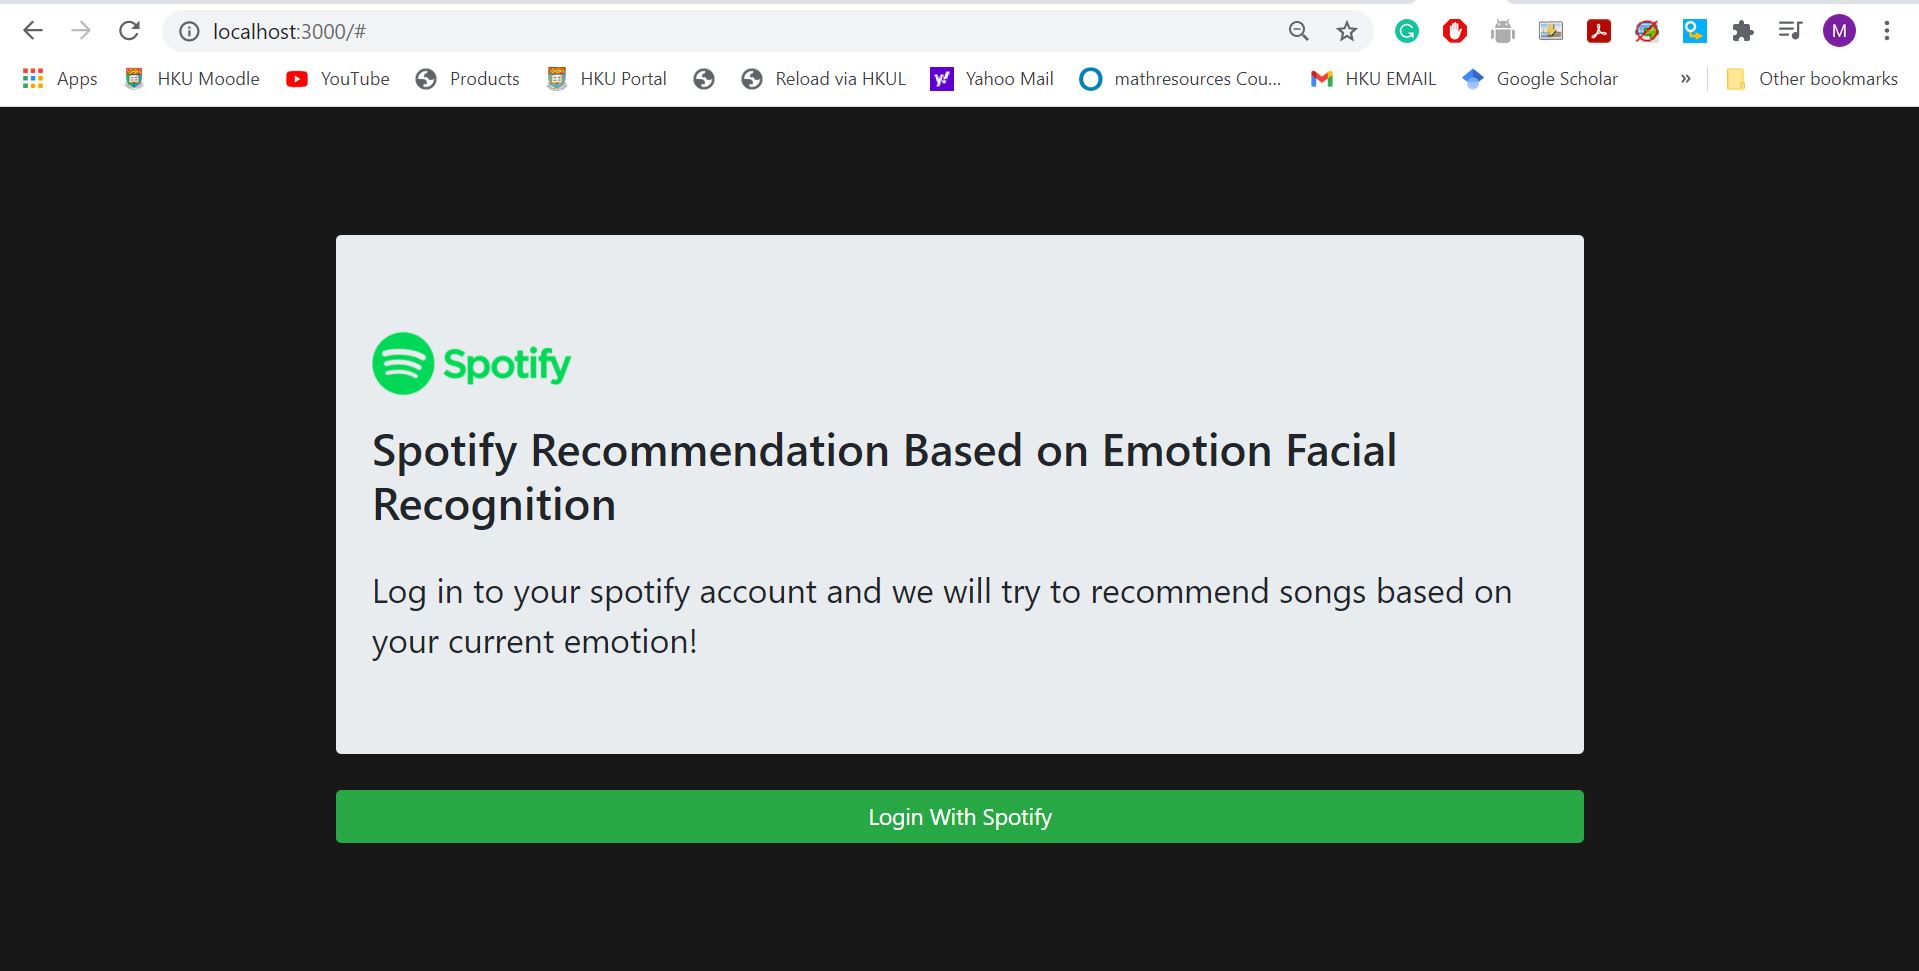 localhost:3000/#
M
Apps HKU Moodle YouTube Products HKU Portal Reload via HKUL y! Yahoo Mail mathresources Cou... HKU EMAIL Google Scholar » Other bookmarks
Spotify
Spotify Recommendation Based on Emotion Facial
Recognition
Log in to your spotify account and we will try to recommend songs based on
your current emotion!
Login With Spotify